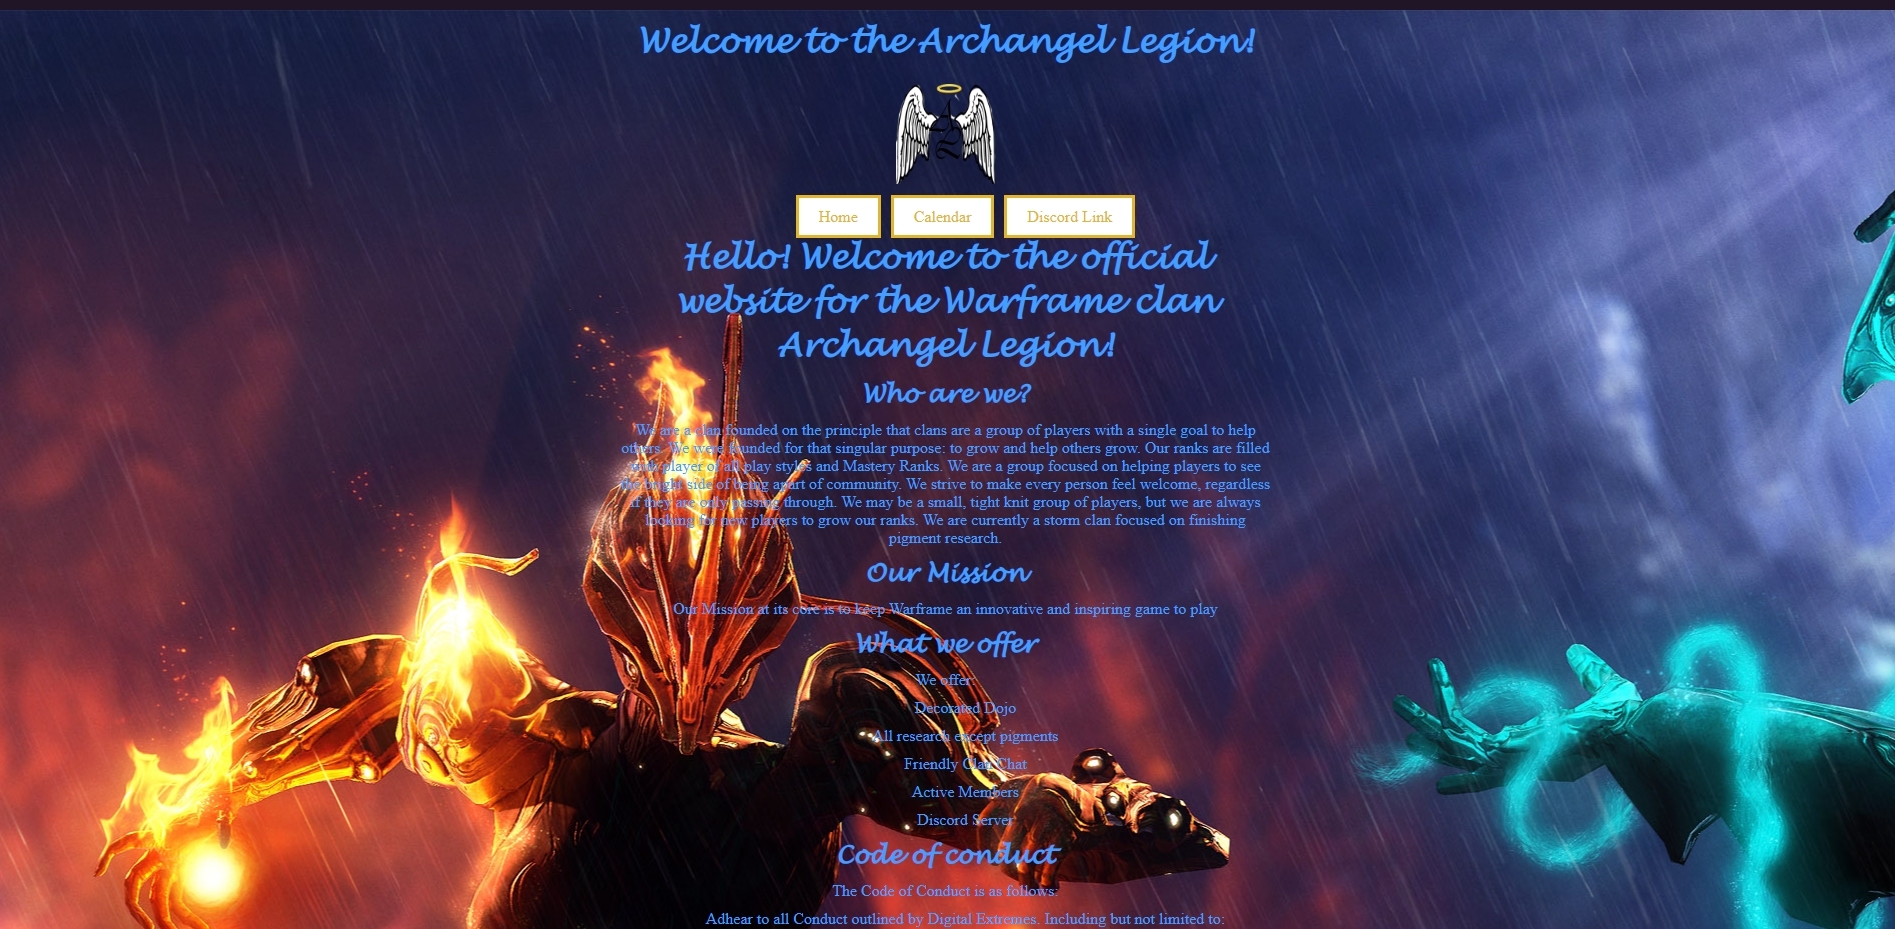 Welcome to the Archangel Legion!
Home
Calendar
Discord Link
Hello! Welcome to the official
website for the Warframe clan
Archangel Legion!
Who are we?
We are a clan founded on the principle that clans are a group of players with a single goal to help
others. We were founded for that singular purpose: to grow and help others grow. Our ranks are filled
with player of all play styles and Mastery Ranks. We are a group focused on helping players to see
the bright side of being apart of community. We strive to make every person feel welcome, regardless
if they are only passing through. We may be a small, tight knit group of players, but we are always
looking for new players to grow our ranks. We are currently a storm clan focused on finishing
pigment research.
Our Mission
Our Mission at its core is to keep Warframe an innovative and inspiring game to play
What we offer
We offer:
Decorated Dojo
All research except pigments
Friendly Clan Chat
Active Members
Discord Server
Code of conduct
The Code of Conduct is as follows:
Adhear to all Conduct outlined by Digital Extremes. Including but not limited to: